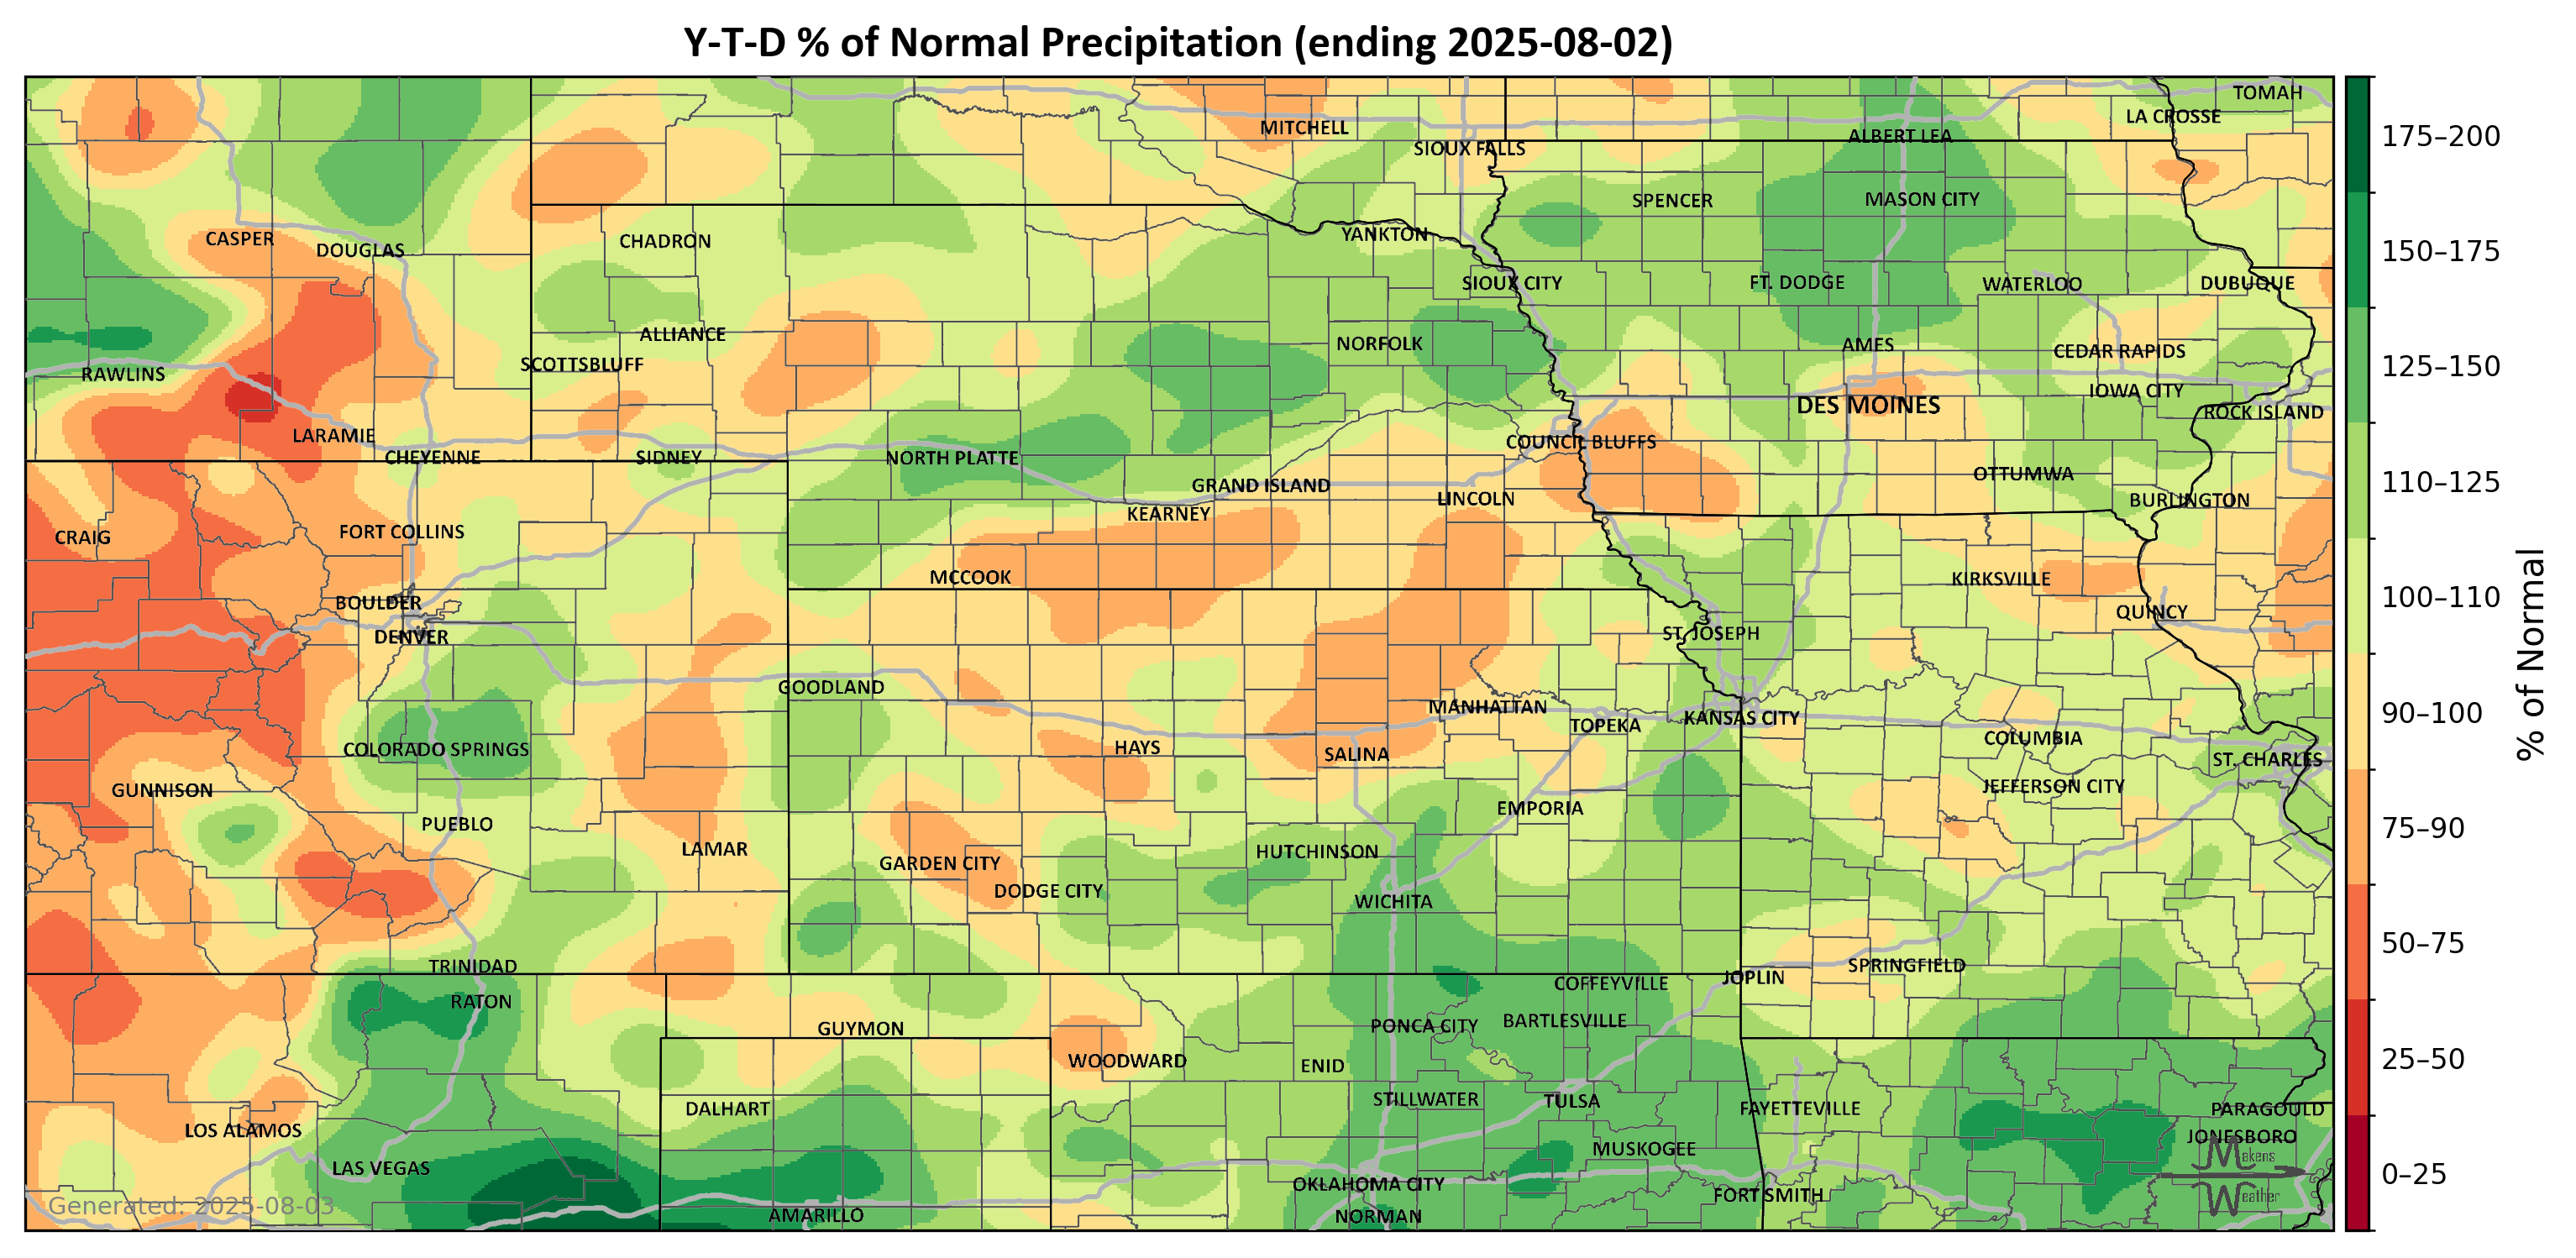 Y-T-D % of Normal Precipitation (ending 2025-08-02)
TOMAH
LA CROSSE
MITCHELL
ALBERT LEA
SIOUX FALLS
SPENCER
MASON CITY
CASPER
DOUGLAS
CHADRON
YANKTON
SIOUX CITY
FT. DODGE
WATERLOO
DUBUQUE
ALLIANCE
NORFOLK
AMES
CEDAR RAPIDS
SCOTTSBLUFF
RAWLINS
IOWA CITY
DES MOINES
ROCK ISLAND
LARAMIE
COUNCIL BLUFFS
CHEYENNE
SIDNEY
NORTH PLATTE
OTTUMWA
GRAND ISLAND
LINCOLN
BURLINGTON
KEARNEY
CRAIG
FORT COLLINS
MCCOOK
KIRKSVILLE
BOULDER
QUINCY
DENVER
ST. JOSEPH
GOODLAND
MANHATTAN
KANSAS CITY
TOPEKA
COLORADO SPRINGS
HAYS
SALINA
COLUMBIA
ST. CHARLES
GUNNISON
JEFFERSON CITY
EMPORIA
PUEBLO
LAMAR
HUTCHINSON
GARDEN CITY
DODGE CITY
WICHITA
TRINIDAD
SPRINGFIELD
JOPLIN
COFFEYVILLE
RATON
GUYMON
PONCA CITY
BARTLESVILLE
WOODWARD
ENID
DALHART
STILLWATER
TULSA
FAYETTEVILLE
PARAGOULD
LOS ALAMOS
JONESBORO
MUSKOGEE
LAS VEGAS
OKLAHOMA CITY
FORT SMITH
AMARILLO
NORMAN
Generated: 2025-08-03
Makens
Weather
175–200
150–175
125–150
110–125
100–110
90–100
75–90
50–75
25–50
0–25
% of Normal